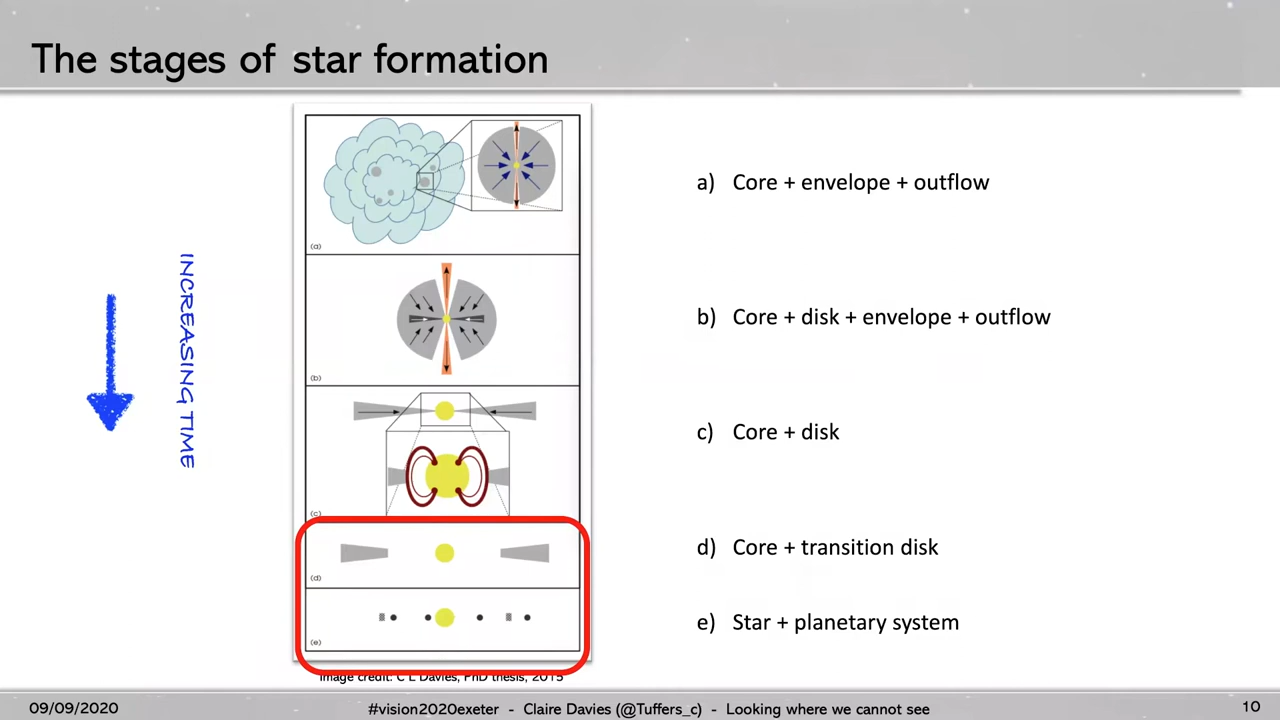 The stages of star formation
INCREASING TIME
(a)
(b)
(c)
(d)
(e)
a) Core + envelope + outflow
b) Core + disk + envelope + outflow
c) Core + disk
d) Core + transition disk
e) Star + planetary system
Image credit: C L Davies, PhD thesis, 2015
09/09/2020
#vision2020exeter - Claire Davies (@Tuffers_c) - Looking where we cannot see
10